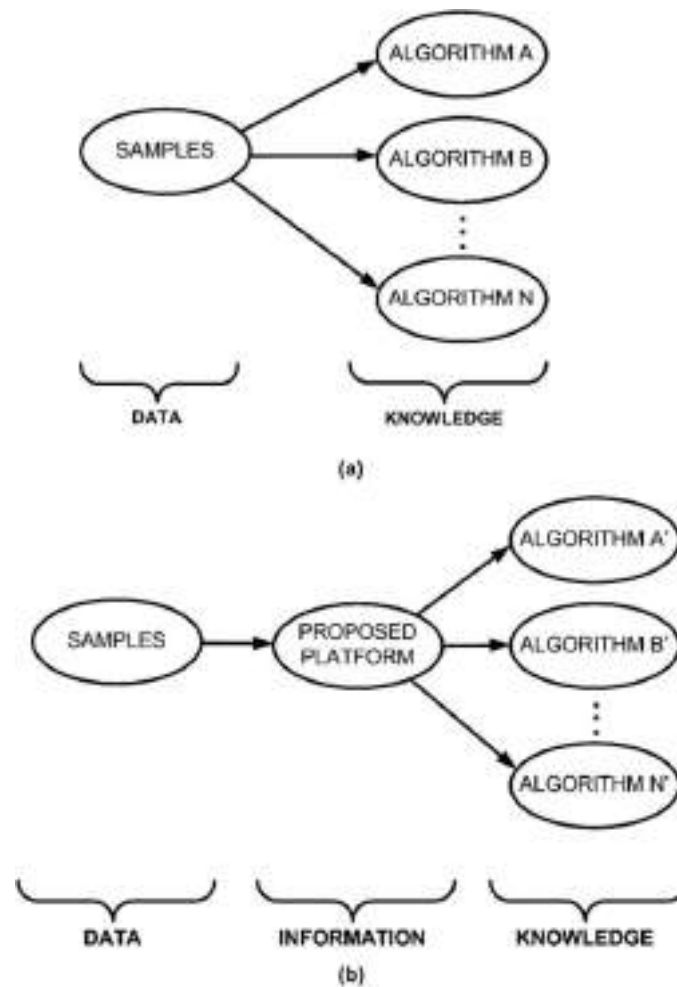 ALGORITHM A
SAMPLES
ALGORITHM B
ALGORITHM N
DATA
KNOWLEDGE
(a)
ALGORITHM A'
SAMPLES
PROPOSED
PLATFORM
ALGORITHM B'
ALGORITHM N'
DATA
INFORMATION
KNOWLEDGE
(b)